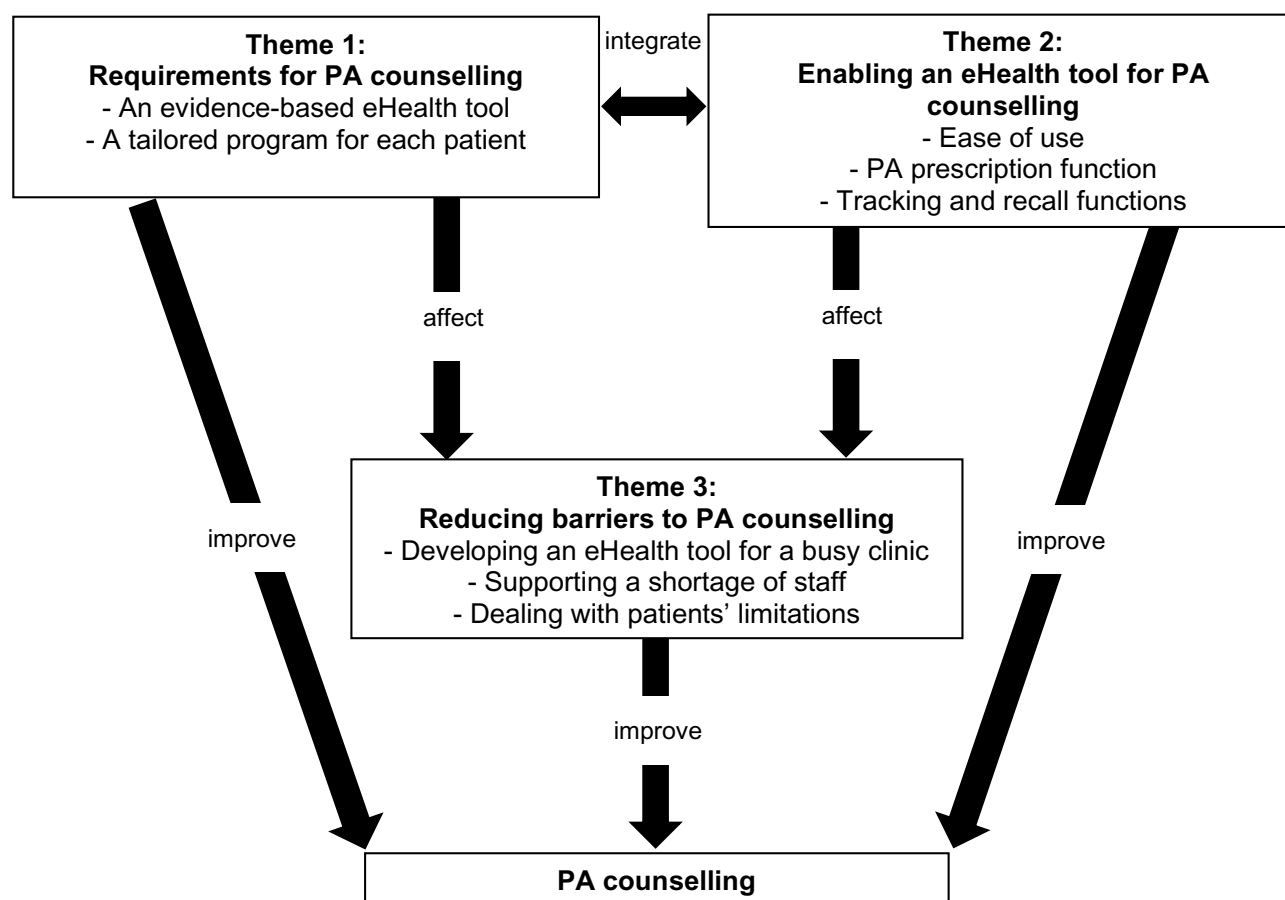 Theme 1:
Requirements for PA counselling
- An evidence-based eHealth tool
- A tailored program for each patient
integrate
Theme 2:
Enabling an eHealth tool for PA
counselling
- Ease of use
- PA prescription function
- Tracking and recall functions
affect
affect
Theme 3:
Reducing barriers to PA counselling
- Developing an eHealth tool for a busy clinic
- Supporting a shortage of staff
- Dealing with patients’ limitations
improve
improve
improve
PA counselling